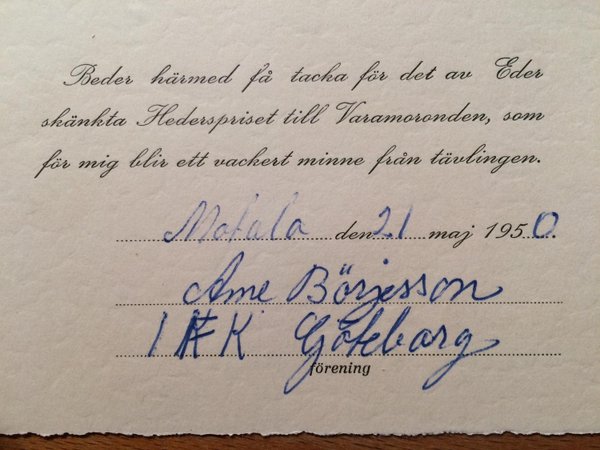 Beder härmed få tacka för det av Eder
skänkta Hederspriset till Varamoronden, som
för mig blir ett vackert minne från tävlingen.
Motala den 21 maj 1950.
Arne Börjesson
IFK Göteborg
förening